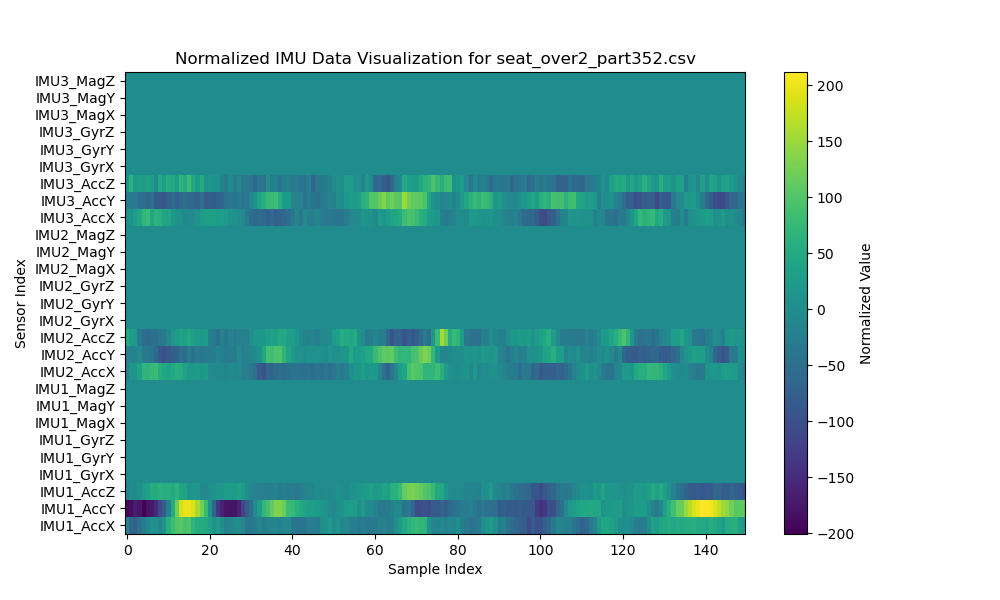 Normalized IMU Data Visualization for seat_over2_part352.csv
IMU3_MagZ
IMU3_MagY
IMU3_MagX
IMU3_GyrZ
IMU3_GyrY
IMU3_GyrX
IMU3_AccZ
IMU3_AccY
IMU3_AccX
IMU2_MagZ
IMU2_MagY
IMU2_MagX
IMU2_GyrZ
IMU2_GyrY
IMU2_GyrX
IMU2_AccZ
IMU2_AccY
IMU2_AccX
IMU1_MagZ
IMU1_MagY
IMU1_MagX
IMU1_GyrZ
IMU1_GyrY
IMU1_GyrX
IMU1_AccZ
IMU1_AccY
IMU1_AccX
Sensor Index
0 20 40 60 80 100 120 140
Sample Index
200
150
100
50
0
−50
−100
−150
−200
Normalized Value